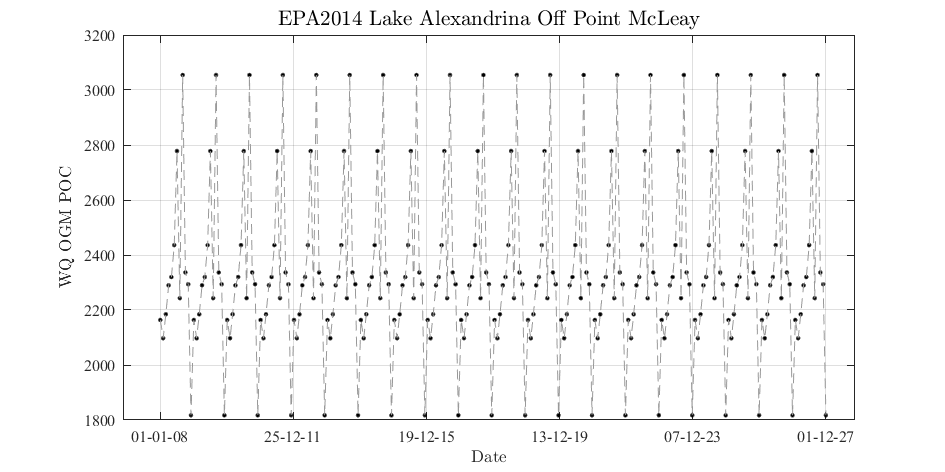 EPA2014 Lake Alexandrina Off Point McLeay
3200
3000
2800
2600
2400
2200
2000
1800
WQ OGM POC
01-01-08 25-12-11 19-12-15 13-12-19 07-12-23 01-12-27
Date